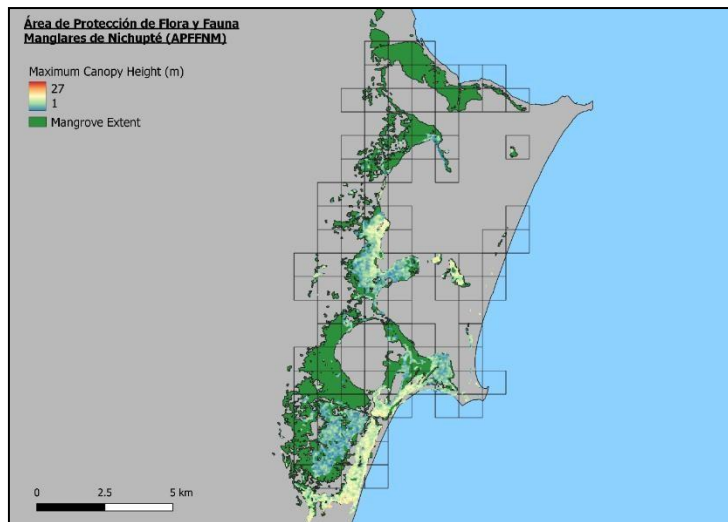 Área de Protección de Flora y Fauna
Manglares de Nichupté (APFFNM)
Maximum Canopy Height (m)
27
1
Mangrove Extent
0 2.5 5 km